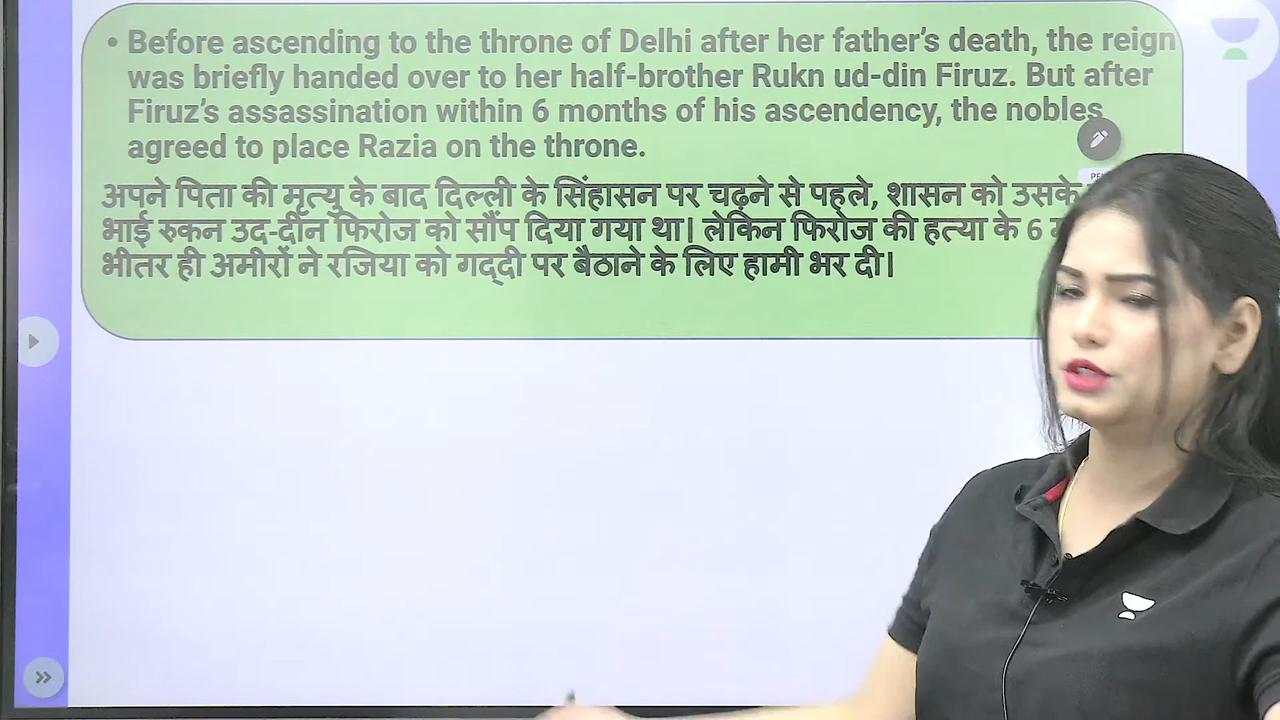 • Before ascending to the throne of Delhi after her father's death, the reign
was briefly handed over to her half-brother Rukn ud-din Firuz. But after
Firuz's assassination within 6 months of his ascendency, the nobles
agreed to place Razia on the throne.
अपने पिता की मृत्यु के बाद दिल्ली के सिंहासन पर चढ़ने से पहले, शासन को उसके
भाई रुकन उद-दीन फिरोज को सौंप दिया गया था। लेकिन फिरोज की हत्या के 6
भीतर ही अमीरों ने रजिया को गद्दी पर बैठाने के लिए हामी भर दी।